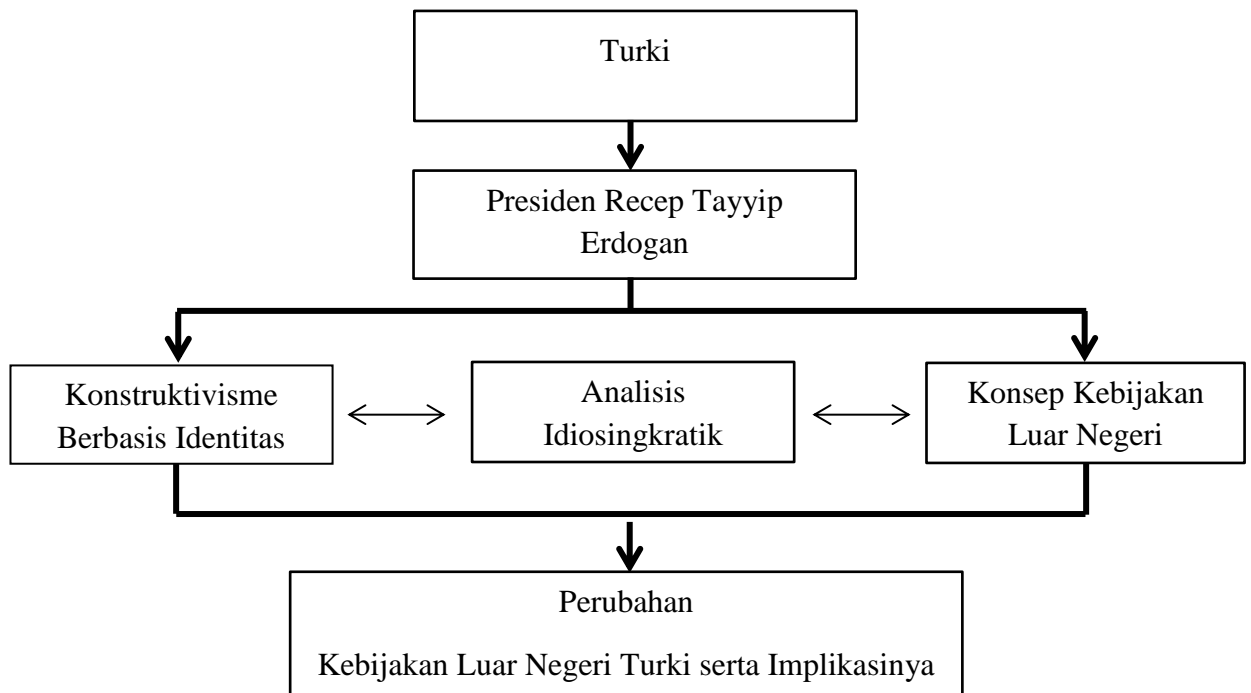 Turki
Presiden Recep Tayyip
Erdogan
Konstruktivisme
Berbasis Identitas
Analisis
Idiosingkratik
Konsep Kebijakan
Luar Negeri
Perubahan
Kebijakan Luar Negeri Turki serta Implikasinya